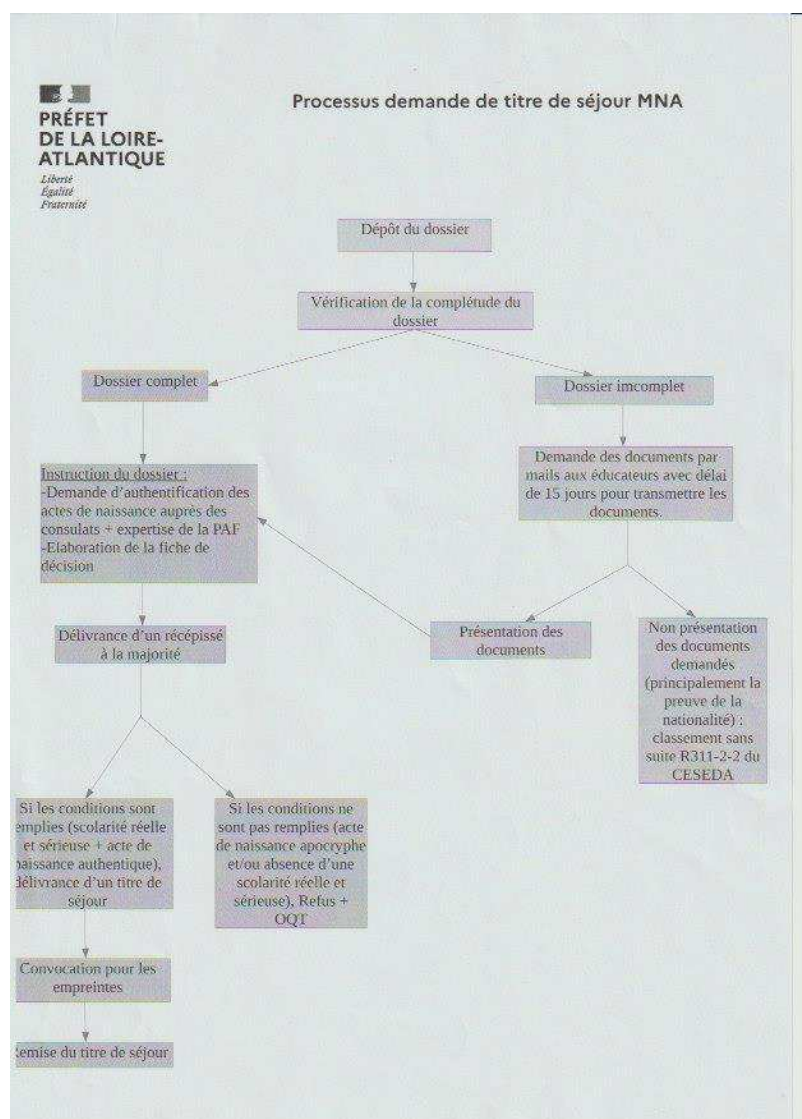 PRÉFET
DE LA LOIRE-
ATLANTIQUE
Liberté
Égalité
Fraternité
Processus demande de titre de séjour MNA
Dépôt du dossier
Vérification de la complétude du
dossier
Dossier complet
Dossier imcomplet
Instruction du dossier :
-Demande d'authentification des
actes de naissance auprès des
consulats + expertise de la PAF
-Elaboration de la fiche de
décision
Demande des documents par
mails aux éducateurs avec délai
de 15 jours pour transmettre les
documents.
Délivrance d'un récépissé
à la majorité
Présentation des
documents
Non présentation
des documents
demandés
(principalement la
preuve de la
nationalité) :
classement sans
suite R311-2-2 du
CESEDA
Si les conditions sont
emplies (scolarité réelle
et sérieuse + acte de
naissance authentique),
délivrance d'un titre de
séjour
Si les conditions ne
sont pas remplies (acte
de naissance apocryphe
et/ou absence d'une
scolarité réelle et
sérieuse), Refus +
OQT
Convocation pour les
empreintes
emise du titre de séjour